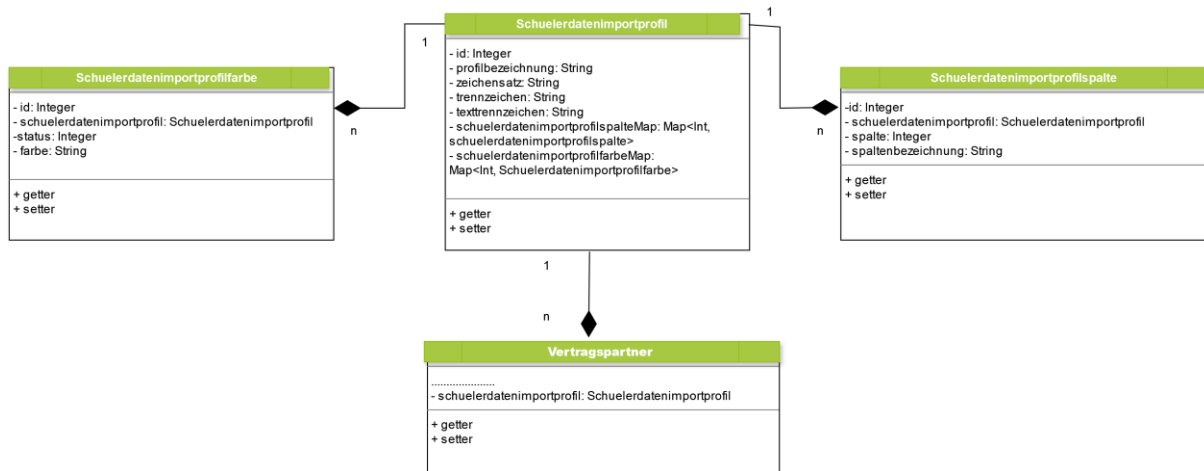 Schuelerdatenimportprofil
- id: Integer
- profilbezeichnung: String
- zeichensatz: String
- trennzeichen: String
- texttrennzeichen: String
- schuelerdatenimportprofilspalteMap: Map<Int,
schuelerdatenimportprofilspalte>
- schuelerdatenimportprofilfarbeMap:
Map<Int, Schuelerdatenimportprofilfarbe>
+ getter
+ setter
1
1
Schuelerdatenimportprofilfarbe
- id: Integer
- schuelerdatenimportprofil: Schuelerdatenimportprofil
-status: Integer
- farbe: String
+ getter
+ setter
n
Schuelerdatenimportprofilspalte
-id: Integer
- schuelerdatenimportprofil: Schuelerdatenimportprofil
- spalte: Integer
- spaltenbezeichnung: String
+ getter
+ setter
n
1
n
Vertragspartner
.....................
- schuelerdatenimportprofil: Schuelerdatenimportprofil
+ getter
+ setter